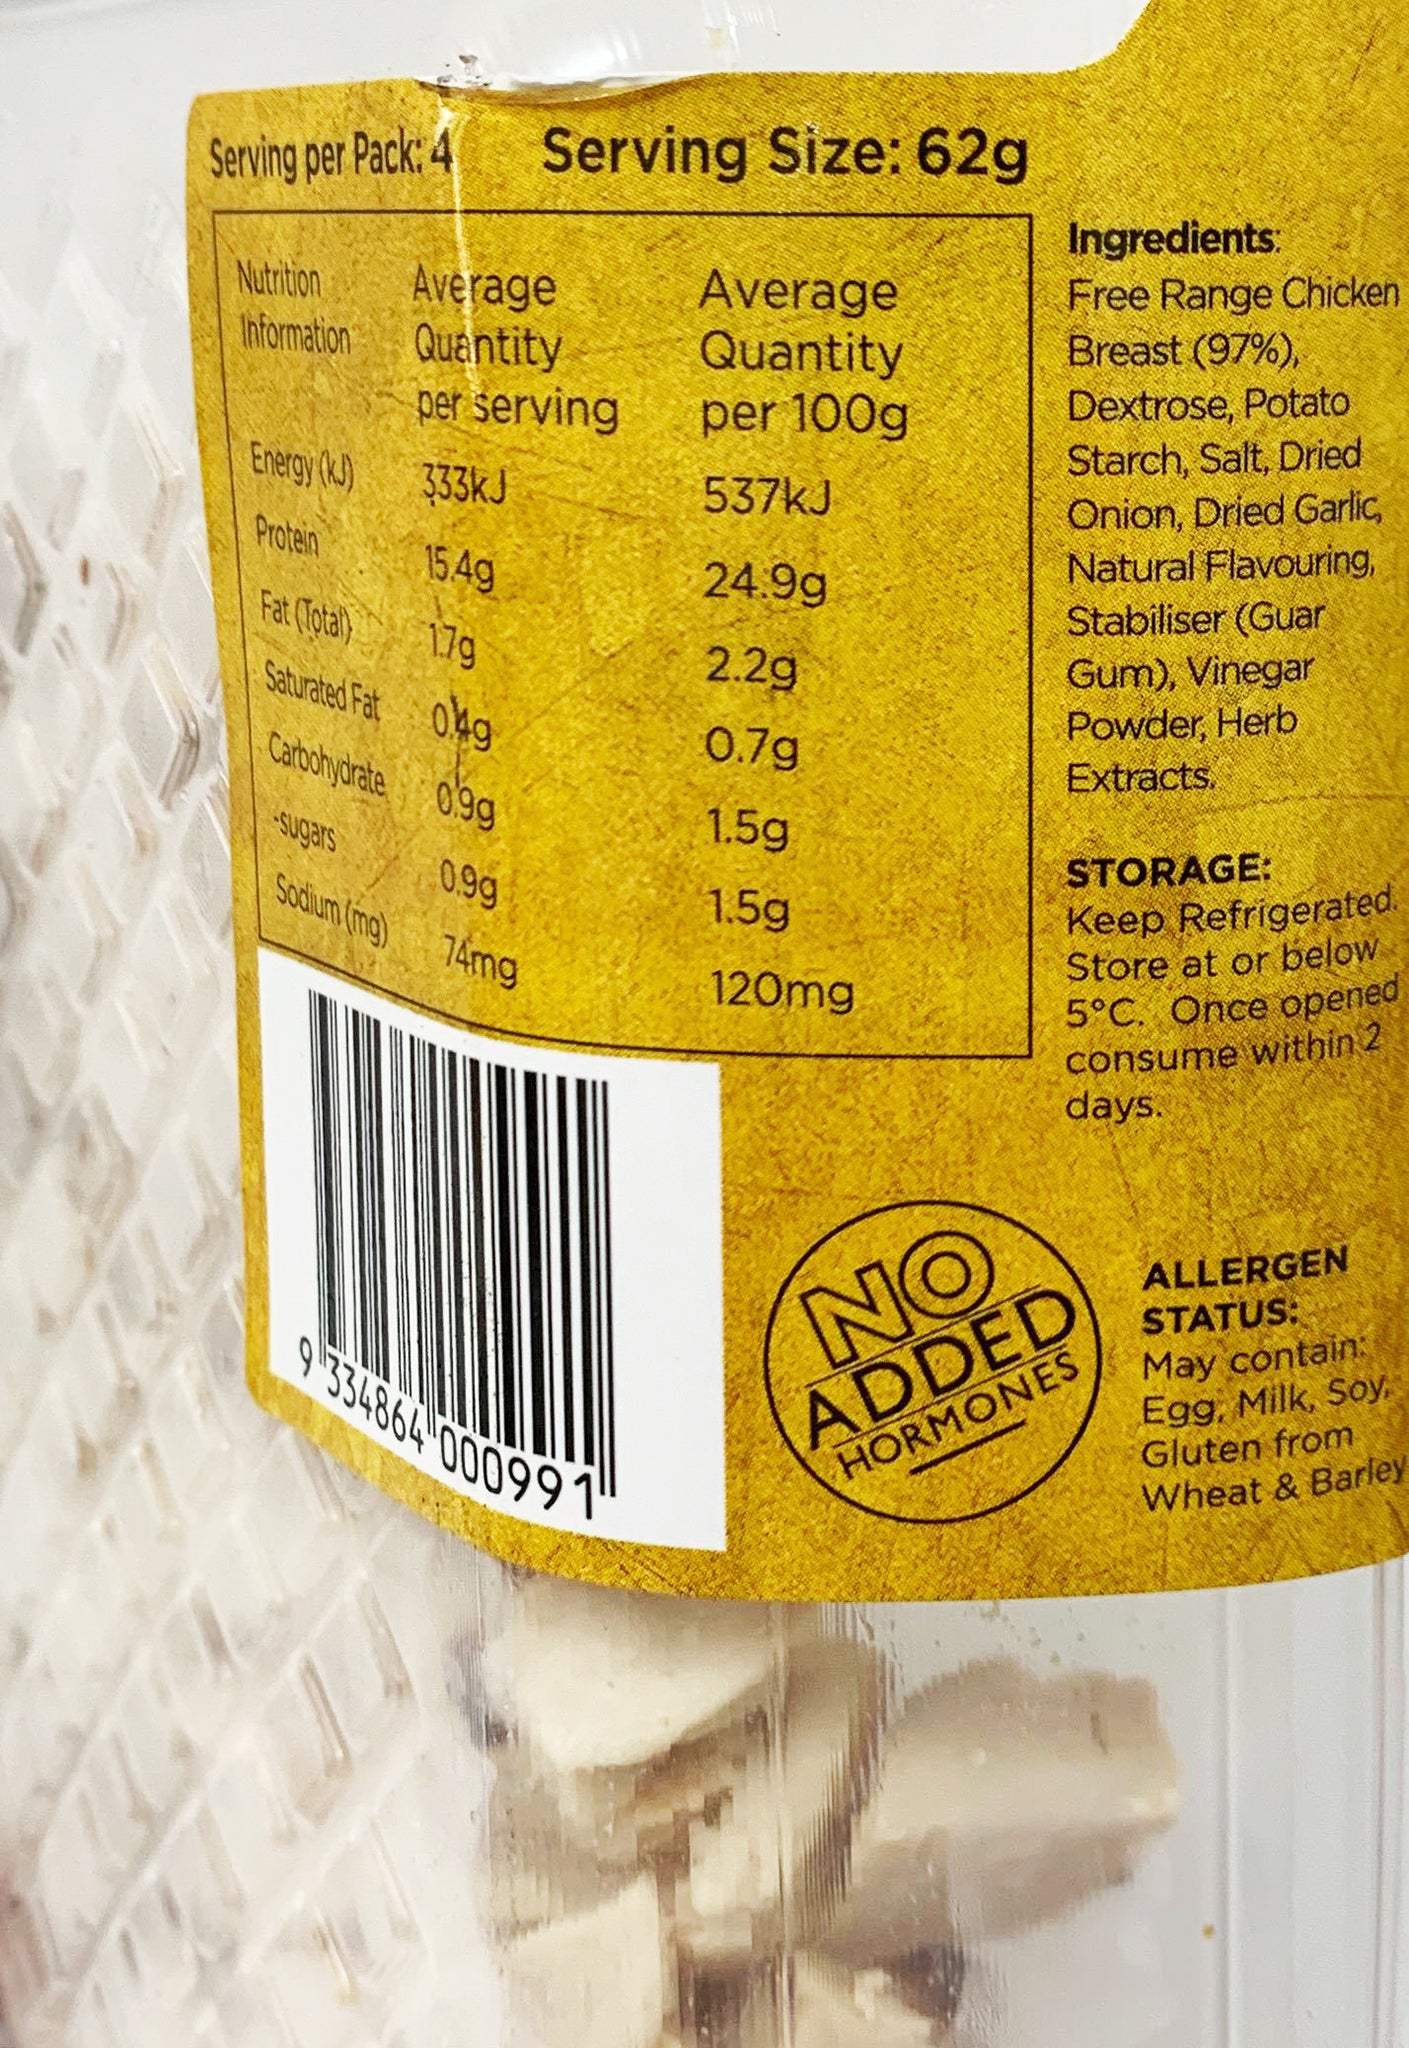 Serving per Pack: 4 Serving Size: 62g
Nutrition Information Average Quantity per serving Average Quantity per 100g
Energy (kJ) 333kJ 537kJ
Protein 15.4g 24.9g
Fat (Total) 1.7g 2.2g
Saturated Fat 0.4g 0.7g
Carbohydrate 0.9g 1.5g
-sugars 0.9g 1.5g
Sodium (mg) 74mg 120mg
Ingredients:
Free Range Chicken
Breast (97%),
Dextrose, Potato
Starch, Salt, Dried
Onion, Dried Garlic,
Natural Flavouring,
Stabiliser (Guar
Gum), Vinegar
Powder, Herb
Extracts.
STORAGE:
Keep Refrigerated.
Store at or below
5°C. Once opened
consume within 2
days.
9 334864 000991
NO
ADDED
HORMONES
ALLERGEN
STATUS:
May contain:
Egg, Milk, Soy,
Gluten from
Wheat & Barley